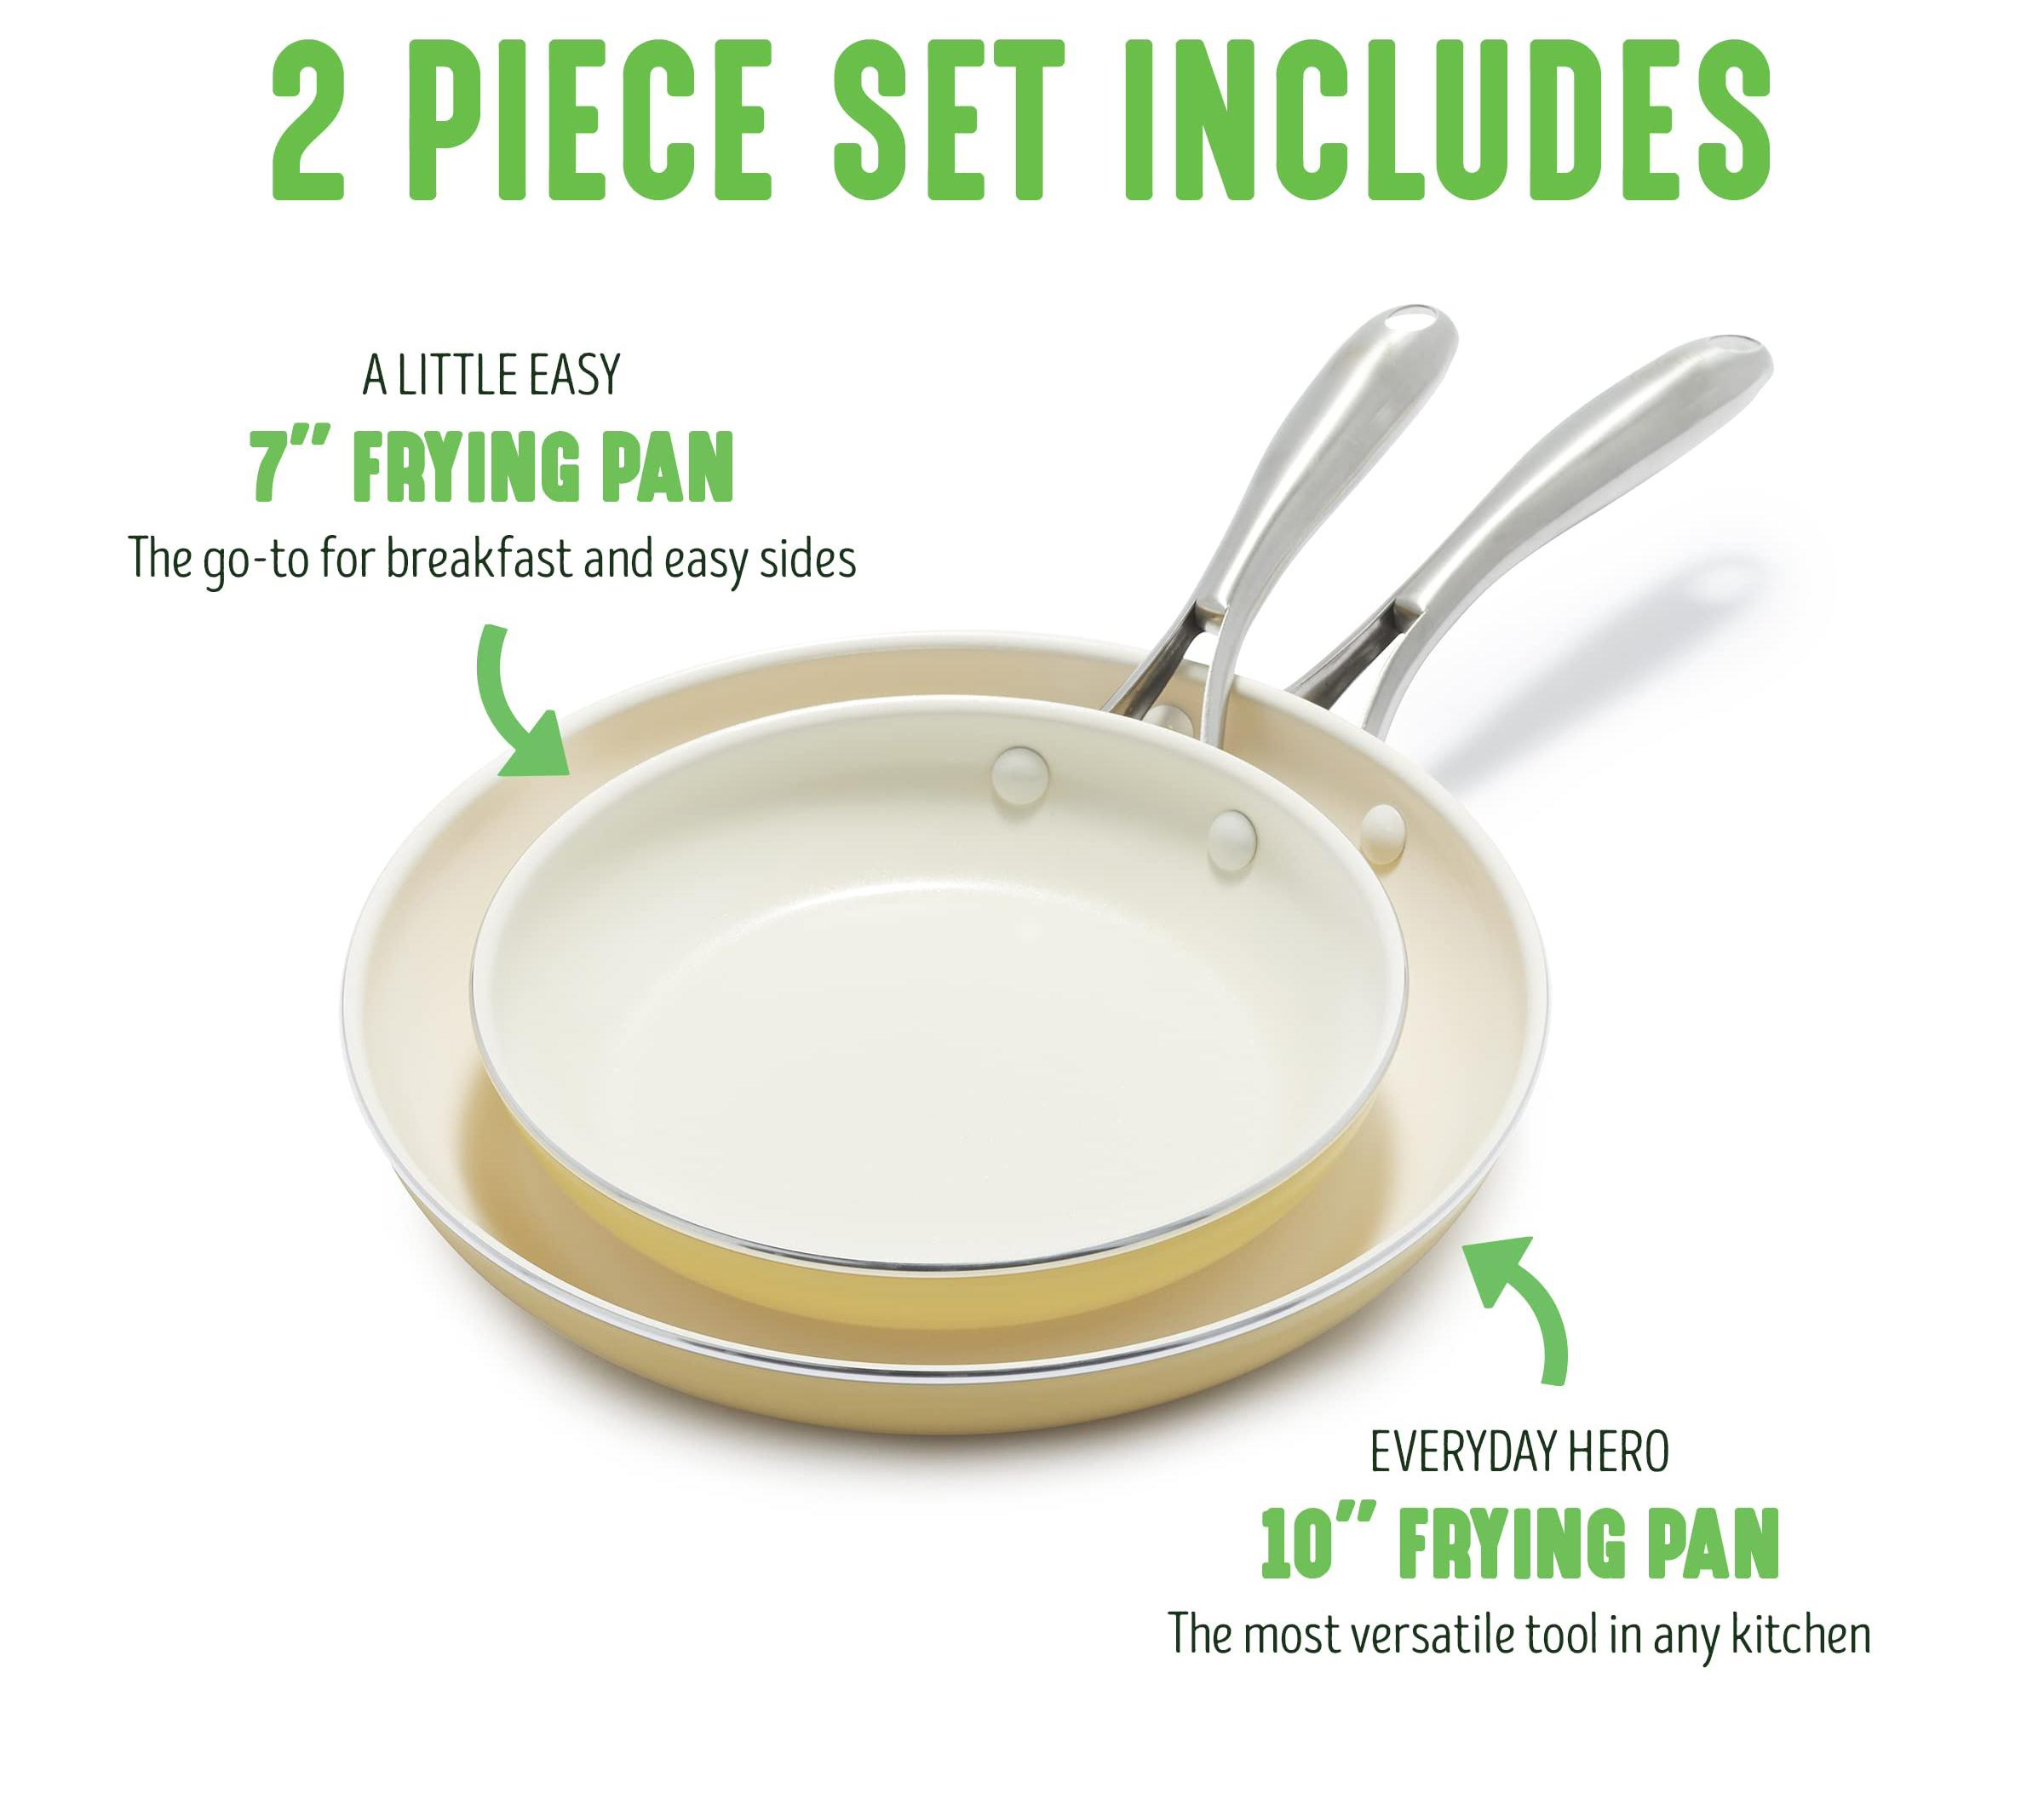 2 PIECE SET INCLUDES
A LITTLE EASY
7" FRYING PAN
The go-to for breakfast and easy sides
EVERYDAY HERO
10" FRYING PAN
The most versatile tool in any kitchen